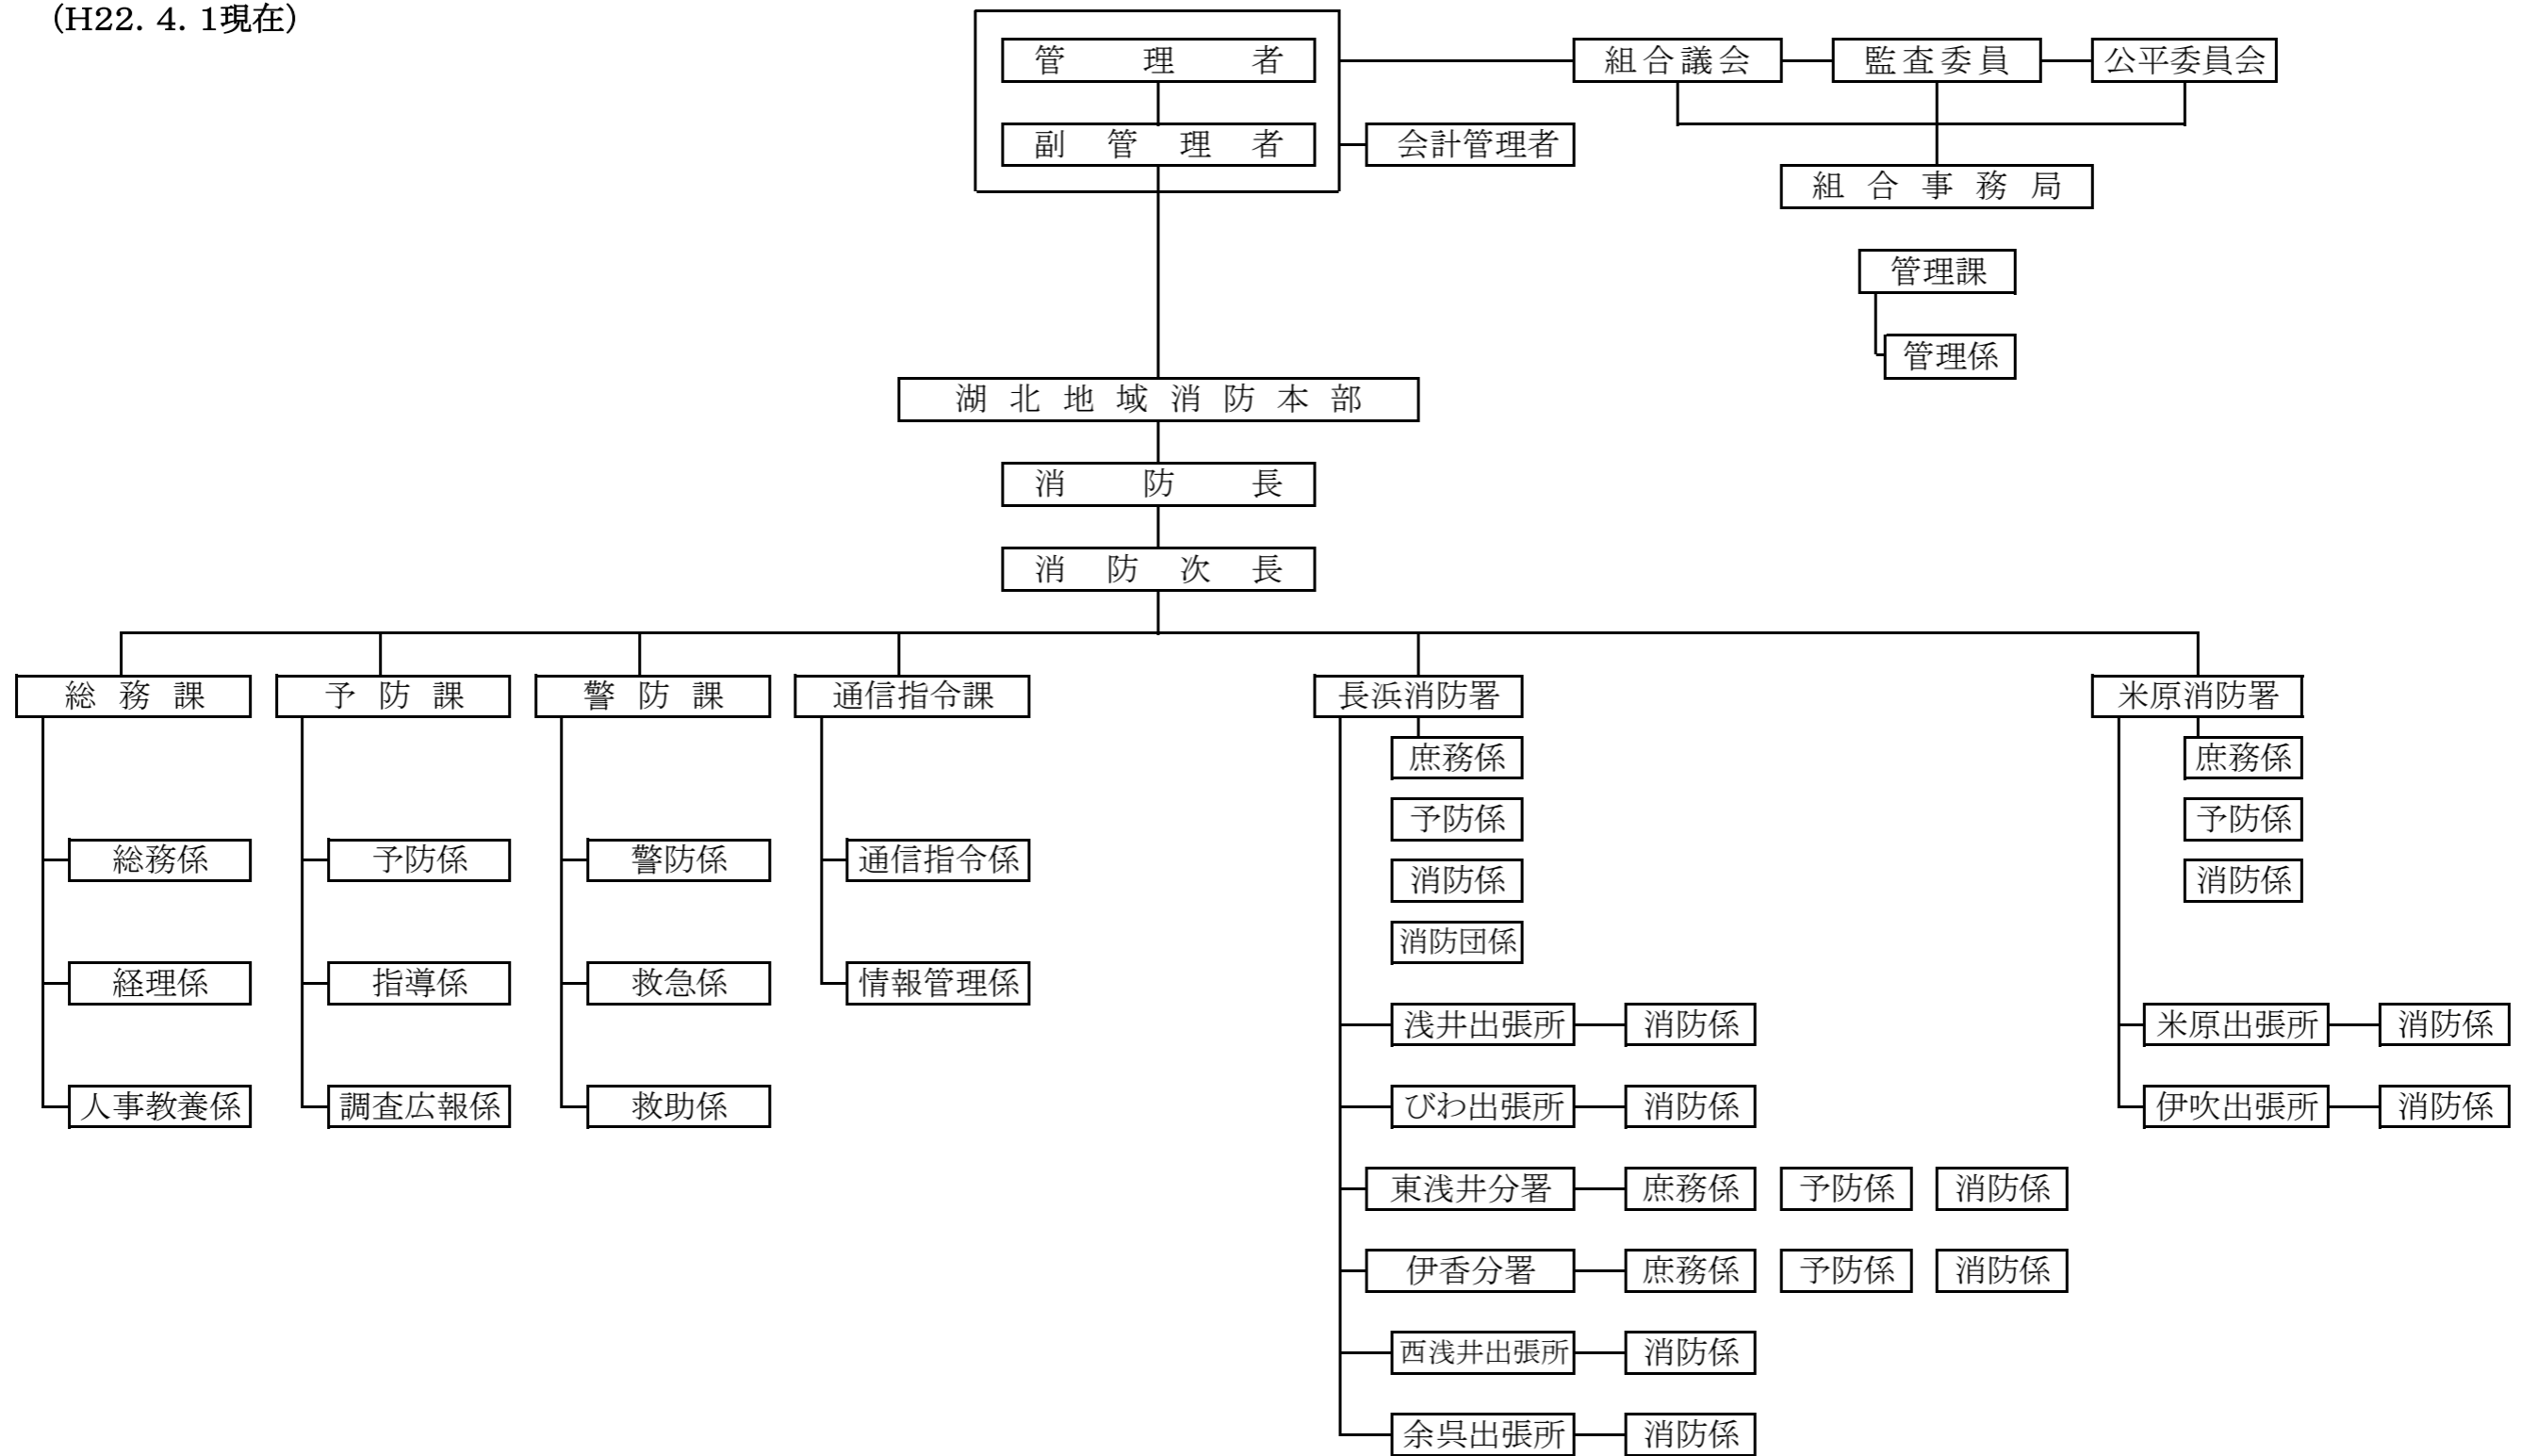 (H22. 4. 1現在)
管理者 組合議会 監査委員 公平委員会
副管理者 会計管理者
組合事務局
管理課
管理係
湖北地域消防本部
消防長
消防次長
総務課 予防課 警防課 通信指令課 長浜消防署 米原消防署
庶務係 庶務係
予防係 予防係
総務係 予防係 警防係 通信指令係 消防係 消防係
消防団係
経理係 指導係 救急係 情報管理係
浅井出張所 消防係 米原出張所 消防係
人事教養係 調査広報係 救助係 びわ出張所 消防係 伊吹出張所 消防係
東浅井分署 庶務係 予防係 消防係
伊香分署 庶務係 予防係 消防係
西浅井出張所 消防係
余呉出張所 消防係